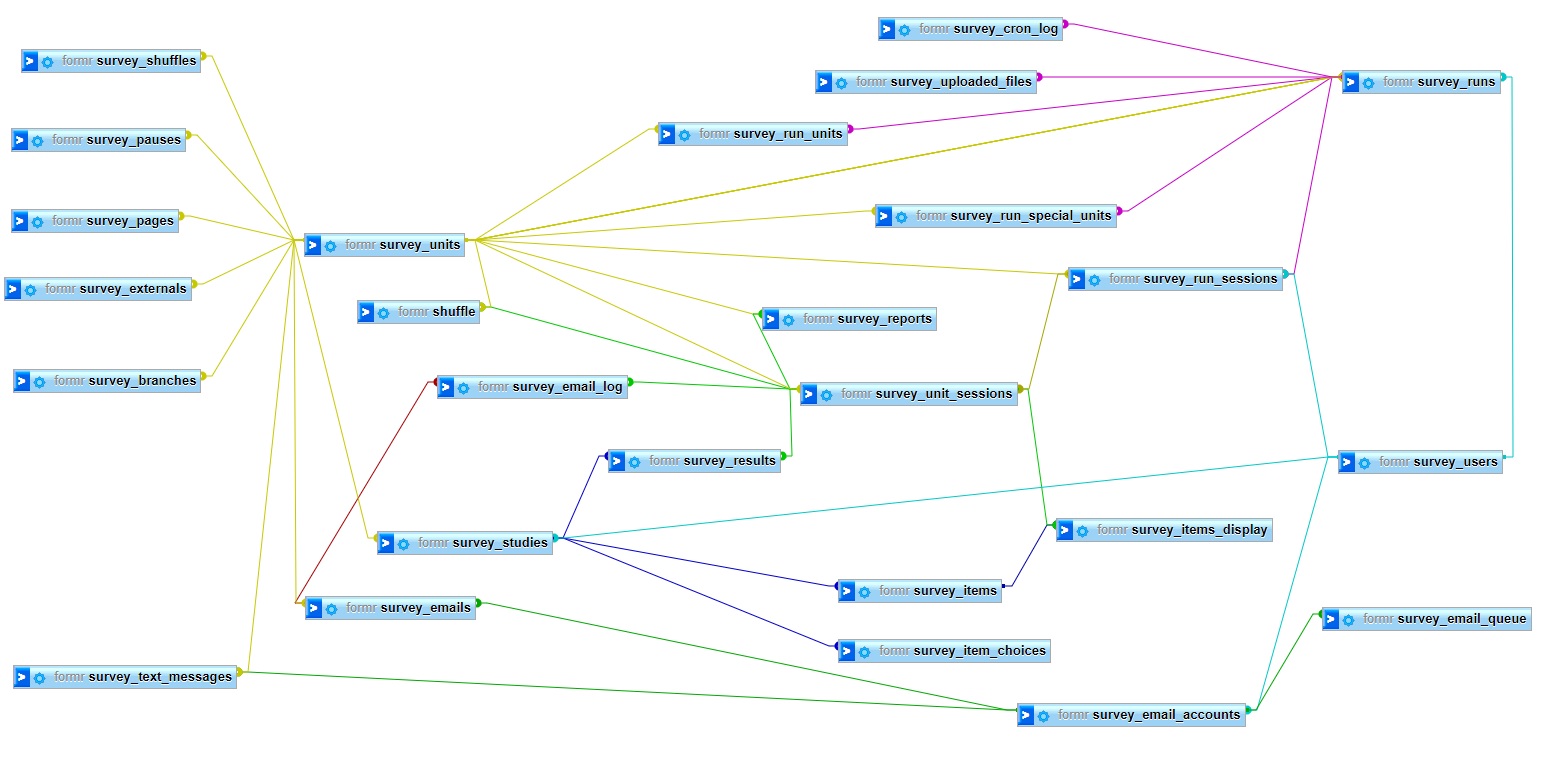 formr survey_cron_log
formr survey_shuffles
formr survey_uploaded_files
formr survey_runs
formr survey_run_units
formr survey_pauses
formr survey_run_special_units
formr survey_pages
formr survey_units
formr survey_run_sessions
formr survey_externals
formr shuffle
formr survey_reports
formr survey_branches
formr survey_email_log
formr survey_unit_sessions
formr survey_results
formr survey_users
formr survey_items_display
formr survey_studies
formr survey_items
formr survey_emails
formr survey_email_queue
formr survey_item_choices
formr survey_text_messages
formr survey_email_accounts